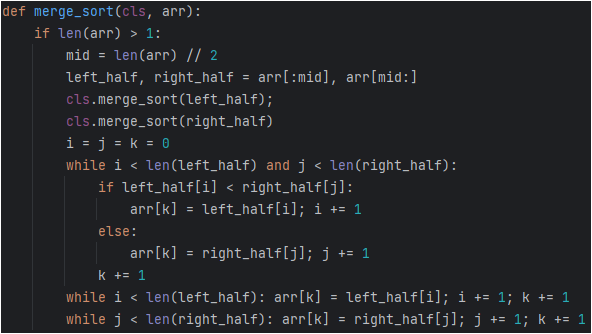 def merge_sort(cls, arr):
    if len(arr) > 1:
        mid = len(arr) // 2
        left_half, right_half = arr[:mid], arr[mid:]
        cls.merge_sort(left_half);
        cls.merge_sort(right_half)
        i = j = k = 0
        while i < len(left_half) and j < len(right_half):
            if left_half[i] < right_half[j]:
                arr[k] = left_half[i]; i += 1
            else:
                arr[k] = right_half[j]; j += 1
            k += 1
        while i < len(left_half): arr[k] = left_half[i]; i += 1; k += 1
        while j < len(right_half): arr[k] = right_half[j]; j += 1; k += 1